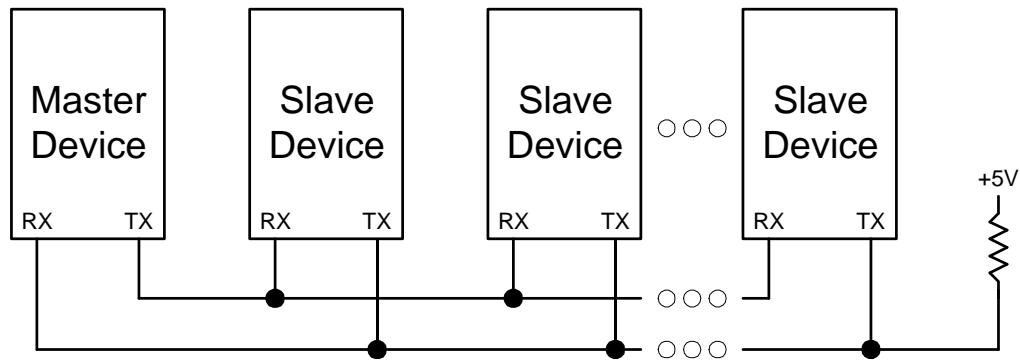 Master
Device
Slave
Device
Slave
Device
Slave
Device
+5V
RX TX
RX TX
RX TX
RX TX